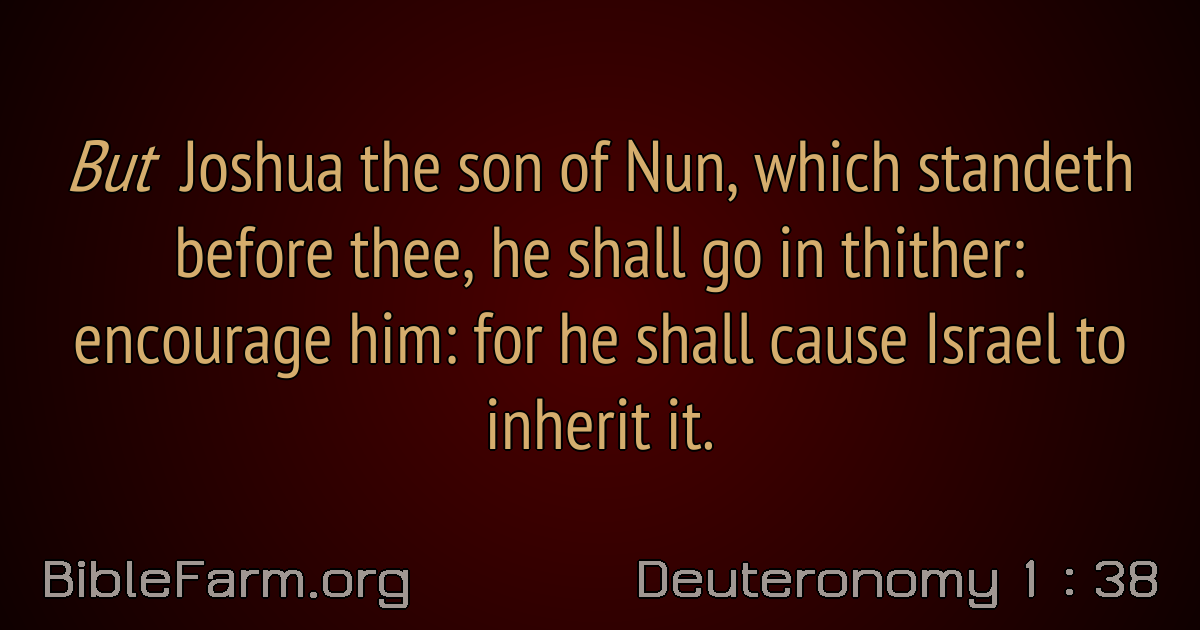 But Joshua the son of Nun, which standeth
before thee, he shall go in thither:
encourage him: for he shall cause Israel to
inherit it.
BibleFarm.org
Deuteronomy 1 : 38